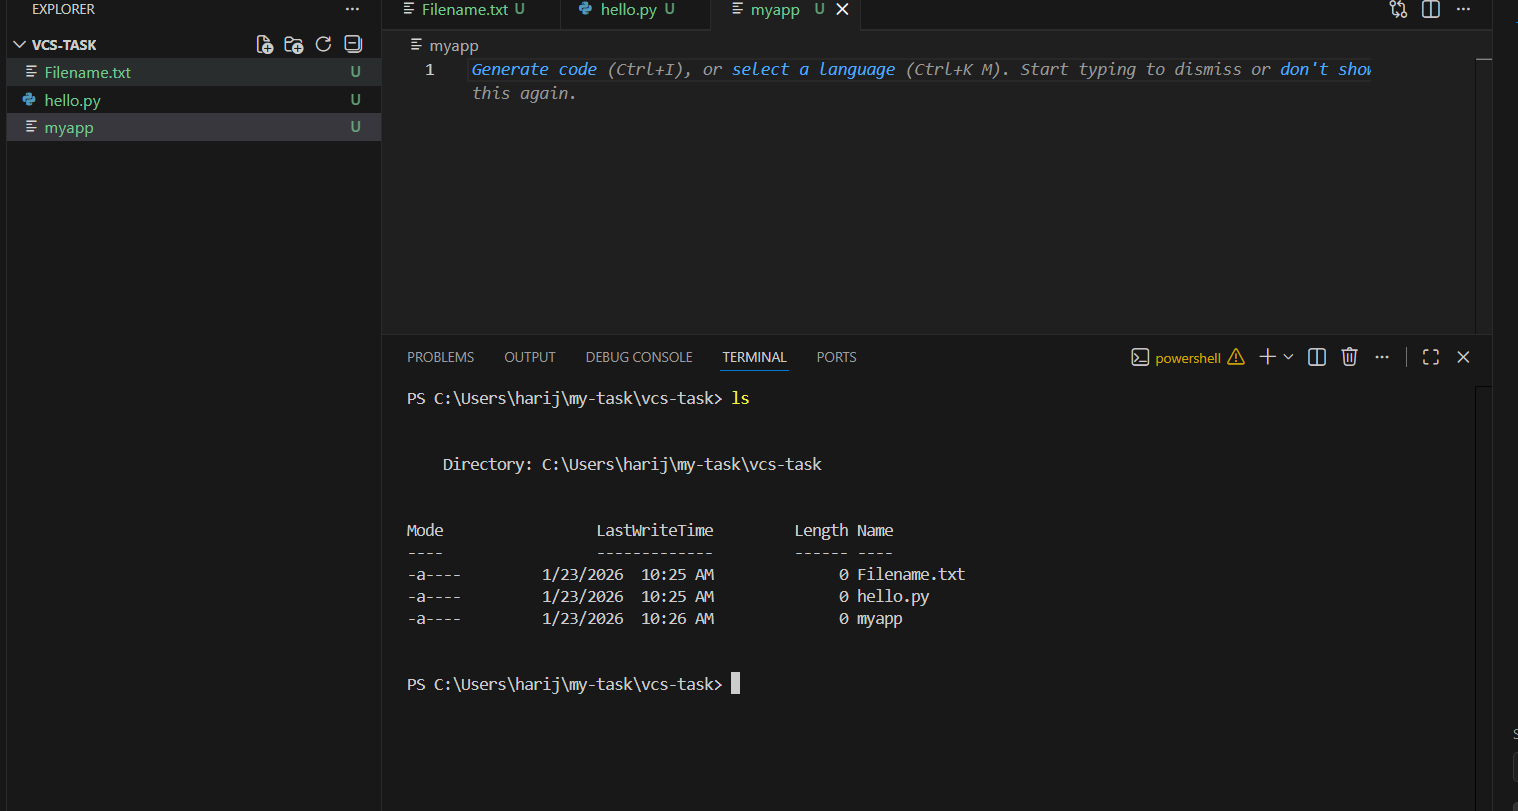 EXPLORER ...
VCS-TASK
Filename.txt U
hello.py U
myapp U
Filename.txt U hello.py U myapp U
myapp
1 Generate code (Ctrl+I), or select a language (Ctrl+K M). Start typing to dismiss or don't show
this again.
PROBLEMS OUTPUT DEBUG CONSOLE TERMINAL PORTS powershell
PS C:\Users\harij\my-task\vcs-task> ls
Directory: C:\Users\harij\my-task\vcs-task
Mode LastWriteTime Length Name
---- ------------- ------ ----
-a---- 1/23/2026 10:25 AM 0 Filename.txt
-a---- 1/23/2026 10:25 AM 0 hello.py
-a---- 1/23/2026 10:26 AM 0 myapp
PS C:\Users\harij\my-task\vcs-task>